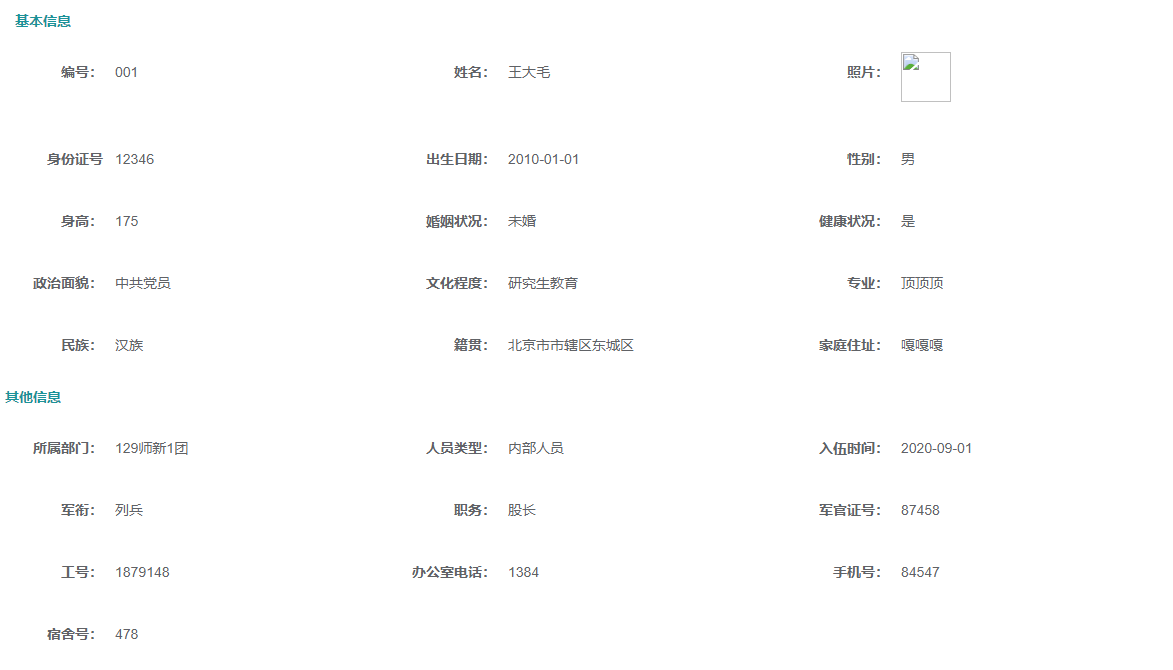 基本信息
编号： 001 姓名： 王大毛 照片：
身份证号 12346 出生日期： 2010-01-01 性别： 男
身高： 175 婚姻状况： 未婚 健康状况： 是
政治面貌： 中共党员 文化程度： 研究生教育 专业： 顶顶顶
民族： 汉族 籍贯： 北京市市辖区东城区 家庭住址： 嘎嘎嘎
其他信息
所属部门： 129师新1团 人员类型： 内部人员 入伍时间： 2020-09-01
军衔： 列兵 职务： 股长 军官证号： 87458
工号： 1879148 办公室电话： 1384 手机号： 84547
宿舍号： 478